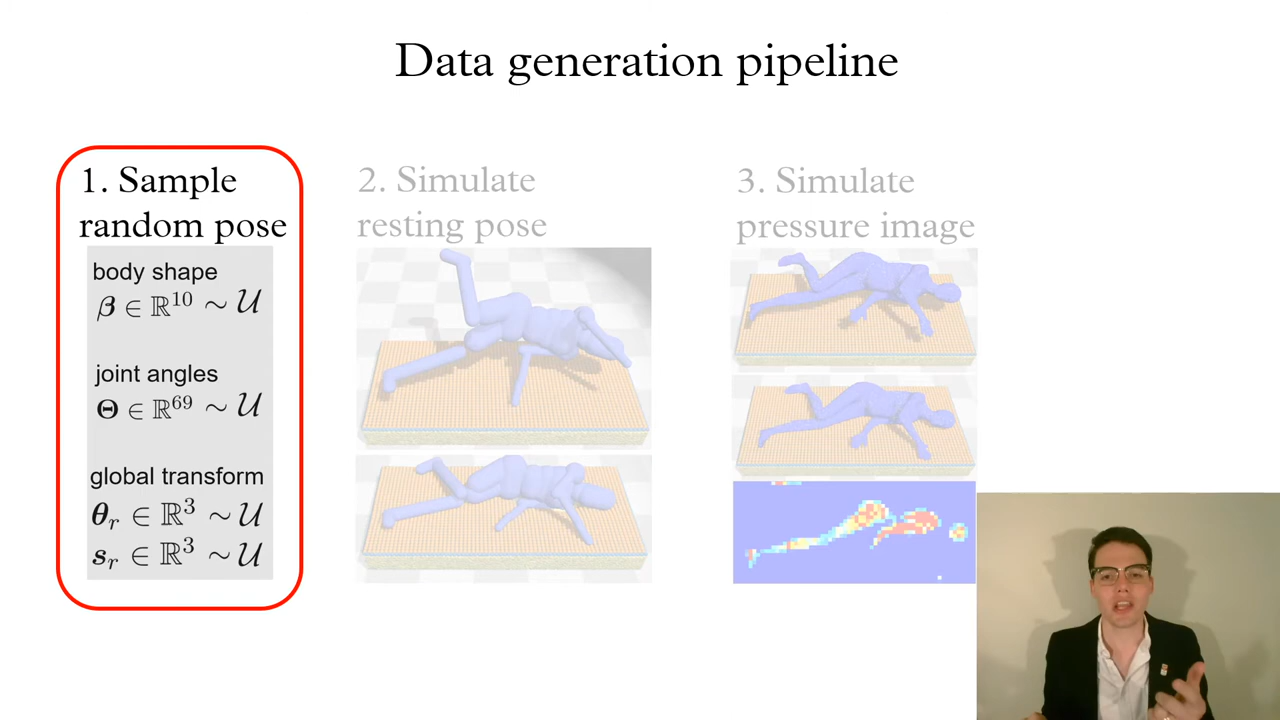 Data generation pipeline
1. Sample
random pose
body shape
β ∈ ℝ¹⁰ ~ 𝒰
joint angles
Θ ∈ ℝ⁶⁹ ~ 𝒰
global transform
θᵣ ∈ ℝ³ ~ 𝒰
sᵣ ∈ ℝ³ ~ 𝒰
2. Simulate
resting pose
3. Simulate
pressure image